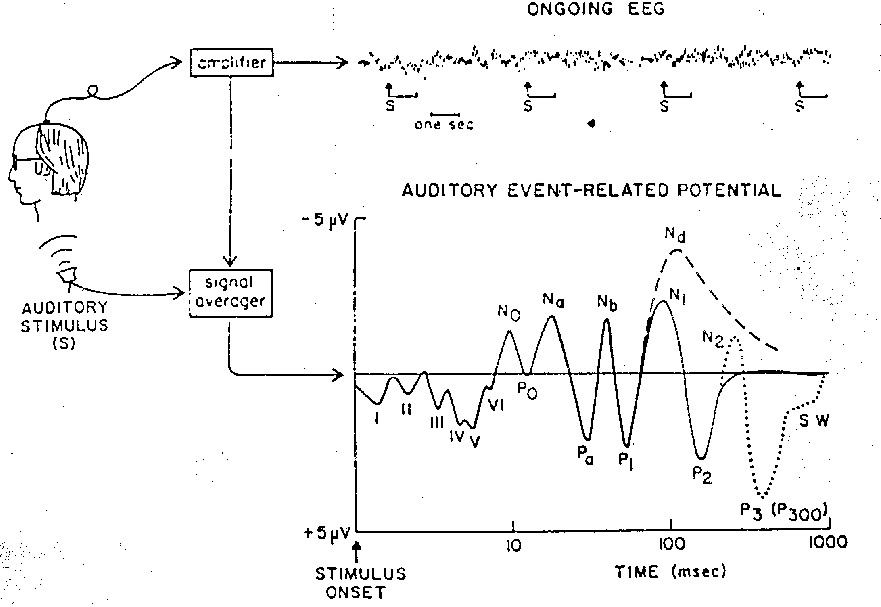 ONGOING EEG
amplifier
S
S
S
S
one sec
AUDITORY EVENT-RELATED POTENTIAL
-5 μV
signal
averager
AUDITORY
STIMULUS
(S)
Nd
N0
Na
Nb
N1
N2
P0
I
II
III
IV
V
VI
Pa
P1
P2
SW
P3 (P300)
+5 μV
10
100
1000
STIMULUS
ONSET
TIME (msec)